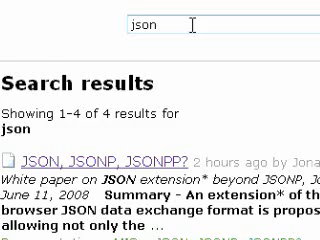 json
Search results
Showing 1-4 of 4 results for
json
JSON, JSONP, JSONPP? 2 hours ago by Jona
White paper on JSON extension* beyond JSONP, Jo
June 11, 2008 Summary - An extension* of th
browser JSON data exchange format is propos
allowing not only the ...